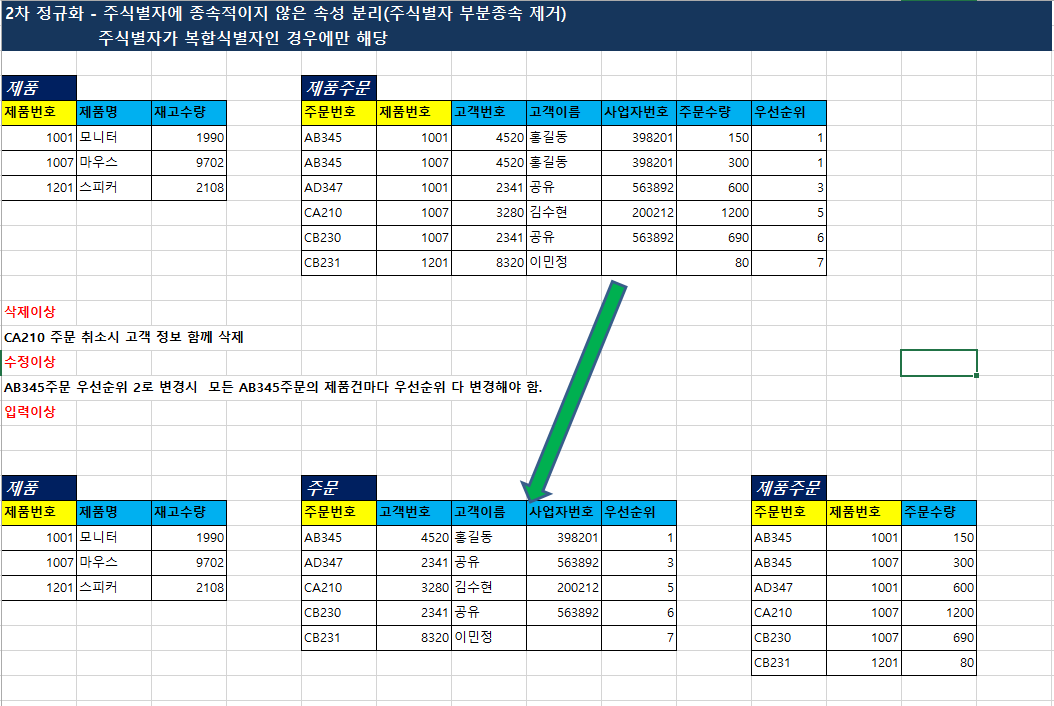 2차 정규화 - 주식별자에 종속적이지 않은 속성 분리(주식별자 부분종속 제거)
주식별자가 복합식별자인 경우에만 해당
제품 제품주문
제품번호 제품명 재고수량 주문번호 제품번호 고객번호 고객이름 사업자번호 주문수량 우선순위
1001 모니터 1990 AB345 1001 4520 홍길동 398201 150 1
1007 마우스 9702 AB345 1007 4520 홍길동 398201 300 1
1201 스피커 2108 AD347 1001 2341 공유 563892 600 3
CA210 1007 3280 김수현 200212 1200 5
CB230 1007 2341 공유 563892 690 6
CB231 1201 8320 이민정 80 7
삭제이상
CA210 주문 취소시 고객 정보 함께 삭제
수정이상
AB345주문 우선순위 2로 변경시 모든 AB345주문의 제품건마다 우선순위 다 변경해야 함.
입력이상
제품 주문 제품주문
제품번호 제품명 재고수량 주문번호 고객번호 고객이름 사업자번호 우선순위 주문번호 제품번호 주문수량
1001 모니터 1990 AB345 4520 홍길동 398201 1 AB345 1001 150
1007 마우스 9702 AD347 2341 공유 563892 3 AB345 1007 300
1201 스피커 2108 CA210 3280 김수현 200212 5 AD347 1001 600
CB230 2341 공유 563892 6 CA210 1007 1200
CB231 8320 이민정 7 CB230 1007 690
CB231 1201 80